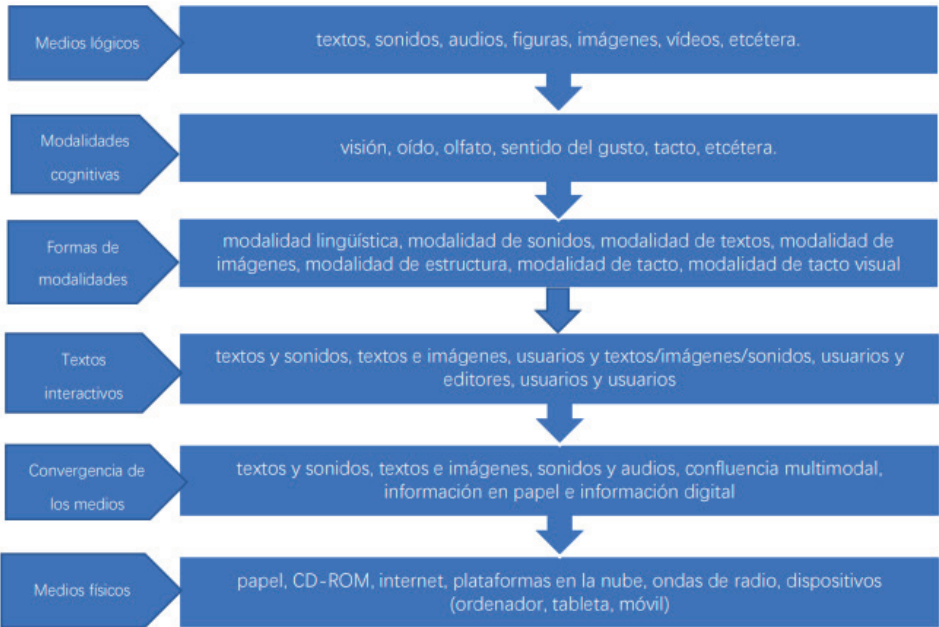 Medios lógicos
textos, sonidos, audios, figuras, imágenes, vídeos, etcétera.
Modalidades
cognitivas
visión, oído, olfato, sentido del gusto, tacto, etcétera.
Formas de
modalidades
modalidad lingüística, modalidad de sonidos, modalidad de textos, modalidad de
imágenes, modalidad de estructura, modalidad de tacto, modalidad de tacto visual
Textos
interactivos
textos y sonidos, textos e imágenes, usuarios y textos/imágenes/sonidos, usuarios y
editores, usuarios y usuarios
Convergencia de
los medios
textos y sonidos, textos e imágenes, sonidos y audios, confluencia multimodal,
información en papel e información digital
Medios físicos
papel, CD-ROM, internet, plataformas en la nube, ondas de radio, dispositivos
(ordenador, tableta, móvil)